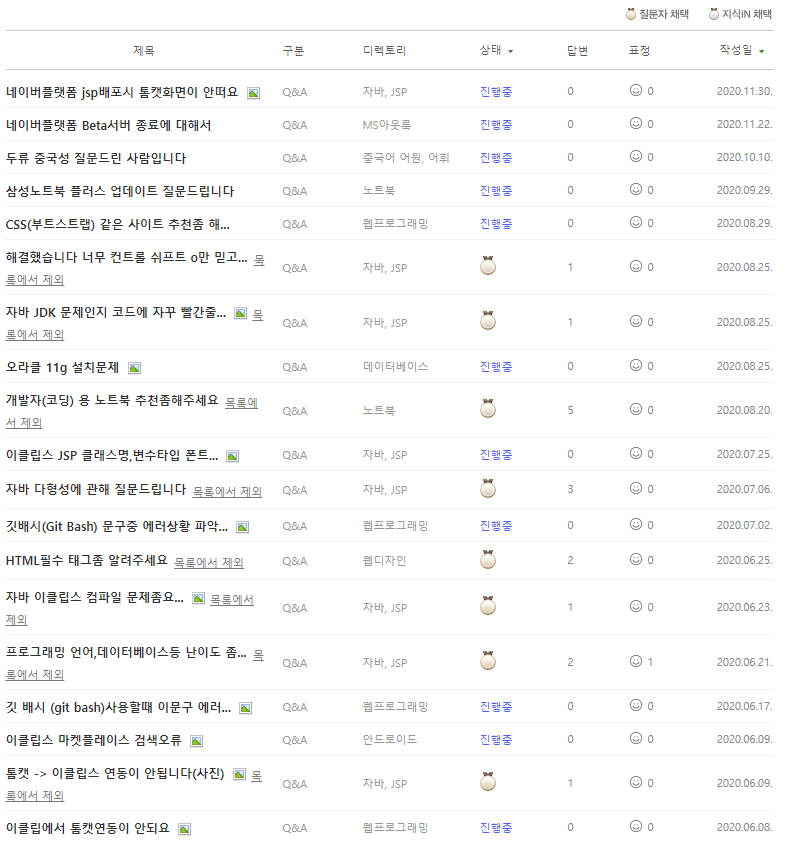 질문자 채택 지식iN 채택
제목 구분 디렉토리 상태 답변 표정 작성일
네이버플랫폼 jsp배포시 톰캣화면이 안떠요 Q&A 자바, JSP 진행중 0 0 2020.11.30.
네이버플랫폼 Beta서버 종료에 대해서 Q&A MS아웃룩 진행중 0 0 2020.11.22.
두류 중국성 질문드린 사람입니다 Q&A 중국어 어원, 어휘 진행중 0 0 2020.10.10.
삼성노트북 플러스 업데이트 질문드립니다 Q&A 노트북 진행중 0 0 2020.09.29.
CSS(부트스트랩) 같은 사이트 추천좀 해... Q&A 웹프로그래밍 진행중 0 0 2020.08.29.
해결했습니다 너무 컨트롤 쉬프트 o만 믿고... 목
록에서 제외 Q&A 자바, JSP 1 0 2020.08.25.
자바 JDK 문제인지 코드에 자꾸 빨간줄... 목
록에서 제외 Q&A 자바, JSP 1 0 2020.08.25.
오라클 11g 설치문제 Q&A 데이터베이스 진행중 0 0 2020.08.25.
개발자(코딩) 용 노트북 추천좀해주세요 목록에
서 제외 Q&A 노트북 5 0 2020.08.20.
이클립스 JSP 클래스명,변수타입 폰트... Q&A 자바, JSP 진행중 0 0 2020.07.25.
자바 다형성에 관해 질문드립니다 목록에서 제외 Q&A 자바, JSP 3 0 2020.07.06.
깃배시(Git Bash) 문구중 에러상황 파악... Q&A 웹프로그래밍 진행중 0 0 2020.07.02.
HTML필수 태그좀 알려주세요 목록에서 제외 Q&A 웹디자인 2 0 2020.06.25.
자바 이클립스 컴파일 문제좀요... 목록에서
제외 Q&A 자바, JSP 1 0 2020.06.23.
프로그래밍 언어,데이터베이스등 난이도 좀... 목
록에서 제외 Q&A 자바, JSP 2 1 2020.06.21.
깃 배시 (git bash)사용할때 이문구 에러... Q&A 웹프로그래밍 진행중 0 0 2020.06.17.
이클립스 마켓플레이스 검색오류 Q&A 안드로이드 진행중 0 0 2020.06.09.
톰캣 -> 이클립스 연동이 안됩니다(사진) 목
록에서 제외 Q&A 자바, JSP 1 0 2020.06.09.
이클립에서 톰캣연동이 안되요 Q&A 웹프로그래밍 진행중 0 0 2020.06.08.